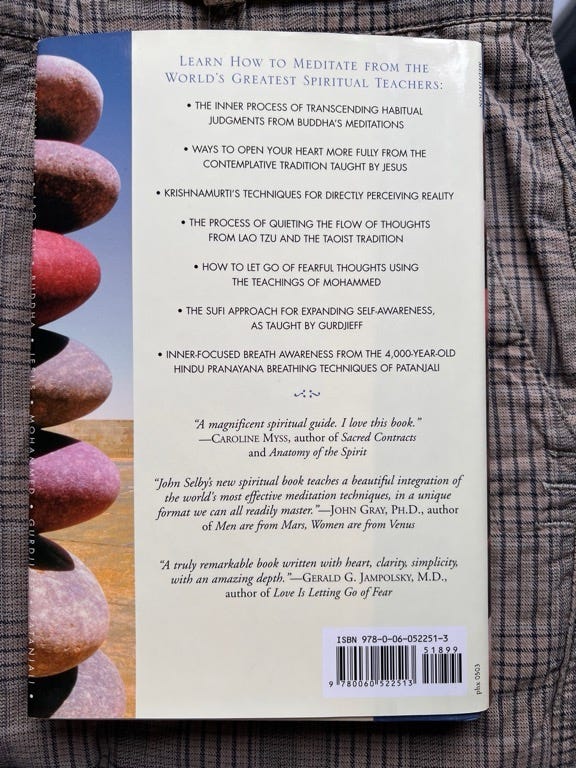 LEARN HOW TO MEDITATE FROM THE
WORLD'S GREATEST SPIRITUAL TEACHERS:
• THE INNER PROCESS OF TRANSCENDING HABITUAL
JUDGMENTS FROM BUDDHA'S MEDITATIONS
• WAYS TO OPEN YOUR HEART MORE FULLY FROM THE
CONTEMPLATIVE TRADITION TAUGHT BY JESUS
• KRISHNAMURTI'S TECHNIQUES FOR DIRECTLY PERCEIVING REALITY
• THE PROCESS OF QUIETING THE FLOW OF THOUGHTS
FROM LAO TZU AND THE TAOIST TRADITION
• HOW TO LET GO OF FEARFUL THOUGHTS USING
THE TEACHINGS OF MOHAMMED
• THE SUFI APPROACH FOR EXPANDING SELF-AWARENESS,
AS TAUGHT BY GURDJIEFF
• INNER-FOCUSED BREATH AWARENESS FROM THE 4,000-YEAR-OLD
HINDU PRANAYANA BREATHING TECHNIQUES OF PATANJALI
"A magnificent spiritual guide. I love this book."
—CAROLINE MYSS, author of Sacred Contracts
and Anatomy of the Spirit
"John Selby's new spiritual book teaches a beautiful integration of
the world's most effective meditation techniques, in a unique
format we can all readily master."—JOHN GRAY, PH.D., author
of Men are from Mars, Women are from Venus
"A truly remarkable book written with heart, clarity, simplicity,
with an amazing depth."—GERALD G. JAMPOLSKY, M.D.,
author of Love Is Letting Go of Fear
ISBN 978-0-06-052251-3
51899
9 780060 522513
phx 0503
BUDDHA • JESUS • MOHAMMED •